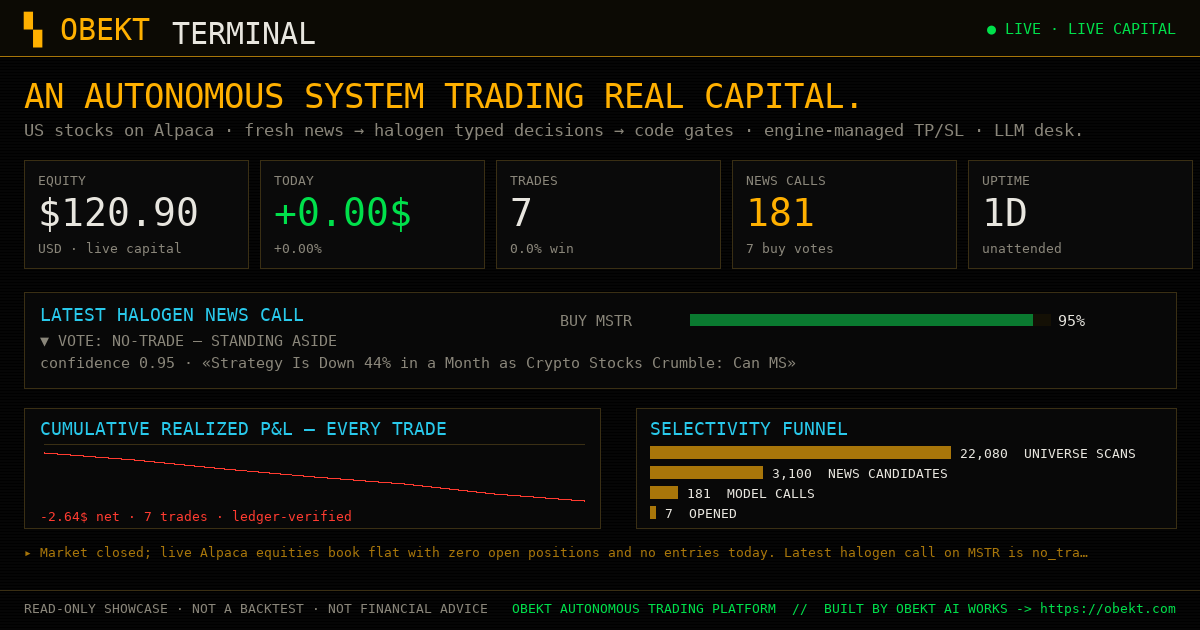 OBEKT TERMINAL
● LIVE · LIVE CAPITAL
AN AUTONOMOUS SYSTEM TRADING REAL CAPITAL.
US stocks on Alpaca · fresh news → halogen typed decisions → code gates · engine-managed TP/SL · LLM desk.
EQUITY
$120.90
USD · live capital
TODAY
+0.00$
+0.00%
TRADES
7
0.0% win
NEWS CALLS
181
7 buy votes
UPTIME
1D
unattended
LATEST HALOGEN NEWS CALL
▼ VOTE: NO-TRADE — STANDING ASIDE
confidence 0.95 · «Strategy Is Down 44% in a Month as Crypto Stocks Crumble: Can MS»
BUY MSTR 95%
CUMULATIVE REALIZED P&L — EVERY TRADE
-2.64$ net · 7 trades · ledger-verified
SELECTIVITY FUNNEL
22,080 UNIVERSE SCANS
3,100 NEWS CANDIDATES
181 MODEL CALLS
7 OPENED
▸ Market closed; live Alpaca equities book flat with zero open positions and no entries today. Latest halogen call on MSTR is no_tra…
READ-ONLY SHOWCASE · NOT A BACKTEST · NOT FINANCIAL ADVICE
OBEKT AUTONOMOUS TRADING PLATFORM // BUILT BY OBEKT AI WORKS -> https://obekt.com